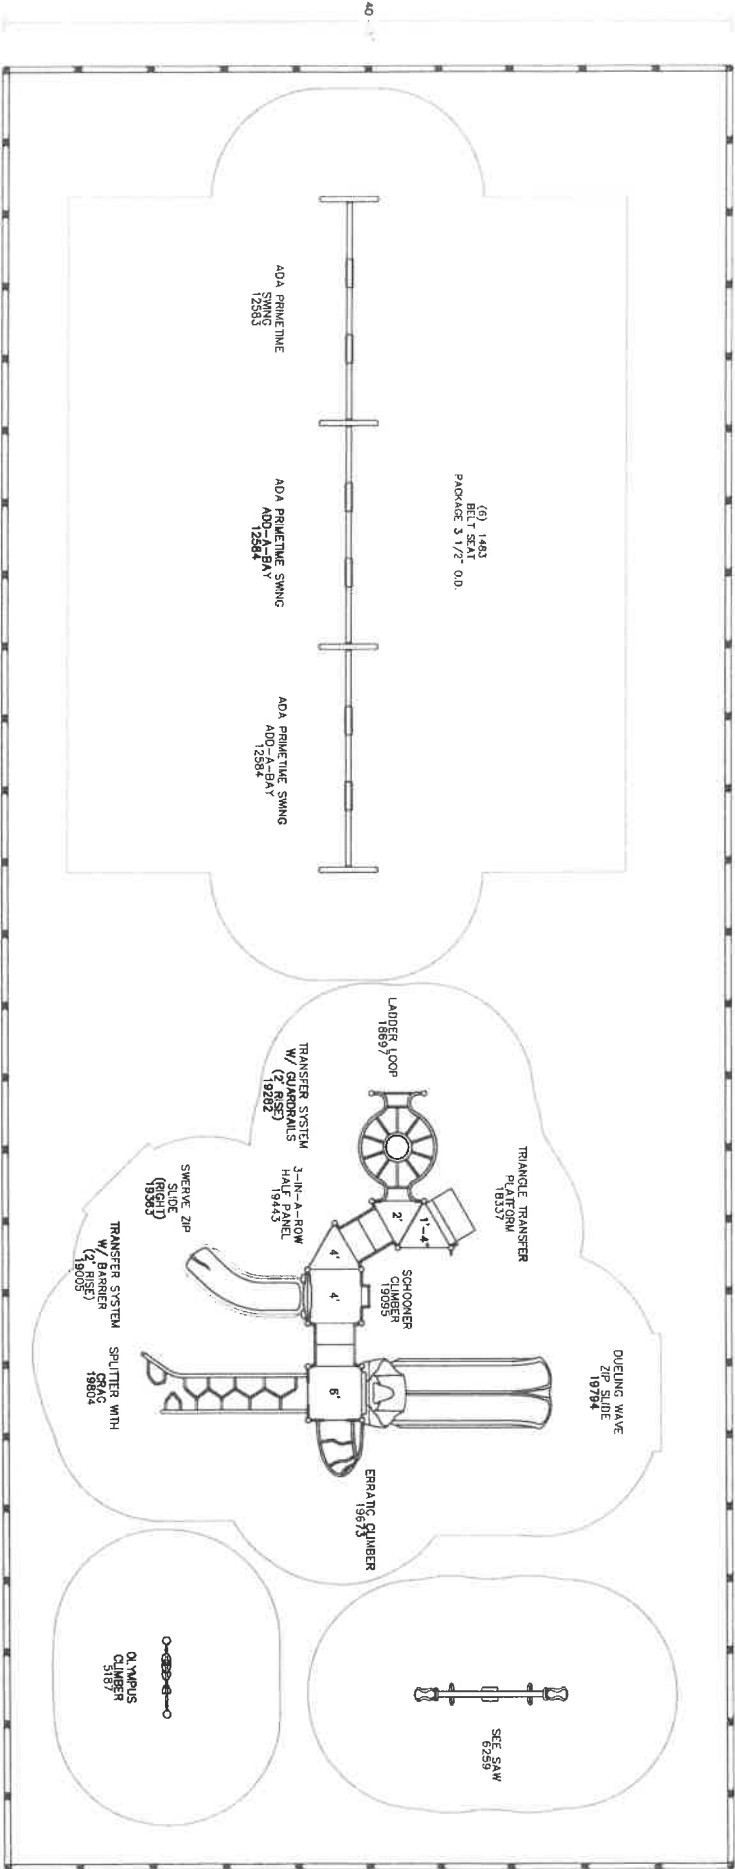 40
ADA PRIMETIME
SWING
12583
ADA PRIMETIME SWING
ADD-A-BAY
12584
ADA PRIMETIME SWING
ADD-A-BAY
12584
(6) 1483
BELT SEAT
PACKAGE 3 1/2" O.D.
LADDER LOOP
18697
TRANSFER SYSTEM
W/ GUARDRAILS
(2' RISE)
19282
3-IN-A-ROW
HALF PANEL
19443
TRIANGLE TRANSFER
PLATFORM
18337
2'
1'-4"
4'
4'
6'
SCHOONER
CLIMBER
19095
SWERVE ZIP
SLIDE
(RIGHT)
19383
TRANSFER SYSTEM
W/ BARRIER
(2' RISE)
19005
SPLITTER WITH
CRAG
19804
DUELING WAVE
ZIP SLIDE
19794
ERRATIC CLIMBER
19673
OLYMPUS
CLIMBER
5187
SEE SAW
6259